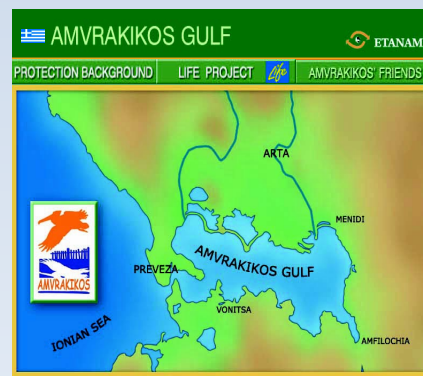 AMVRAKIKOS GULF
ETANAM
PROTECTION BACKGROUND
LIFE PROJECT
Life
AMVRAKIKOS' FRIENDS
ARTA
MENIDI
AMVRAKIKOS GULF
PREVEZA
AMVRAKIKOS
VONITSA
IONIAN SEA
AMFILOCHIA